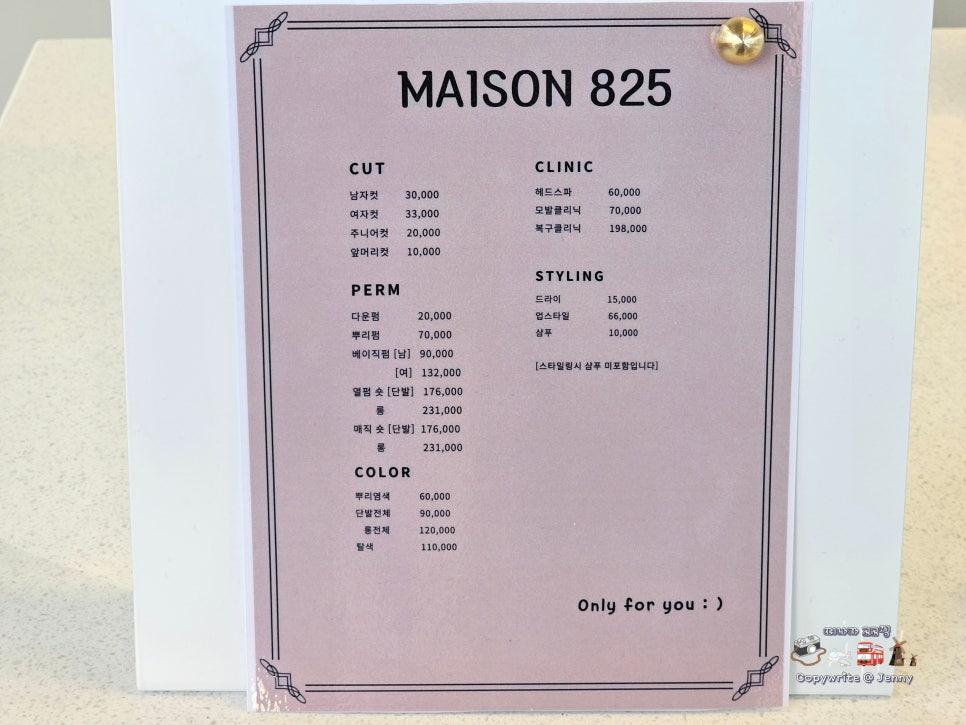 MAISON 825
CUT
남자컷 30,000
여자컷 33,000
주니어컷 20,000
앞머리컷 10,000
PERM
다운펌 20,000
뿌리펌 70,000
베이직펌 [남] 90,000
[여] 132,000
열펌 숏 [단발] 176,000
롱 231,000
매직 숏 [단발] 176,000
롱 231,000
COLOR
뿌리염색 60,000
단발전체 90,000
롱전체 120,000
탈색 110,000
CLINIC
헤드스파 60,000
모발클리닉 70,000
복구클리닉 198,000
STYLING
드라이 15,000
업스타일 66,000
샴푸 10,000
[스타일링시 샴푸 미포함입니다]
Only for you : )
Copywrite @ Jenny